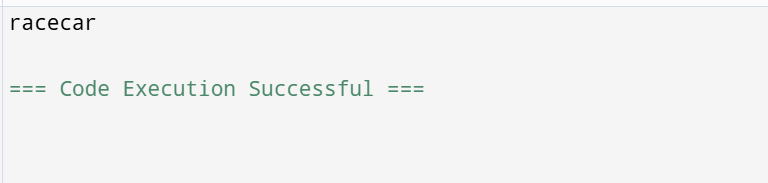 racecar
=== Code Execution Successful ===